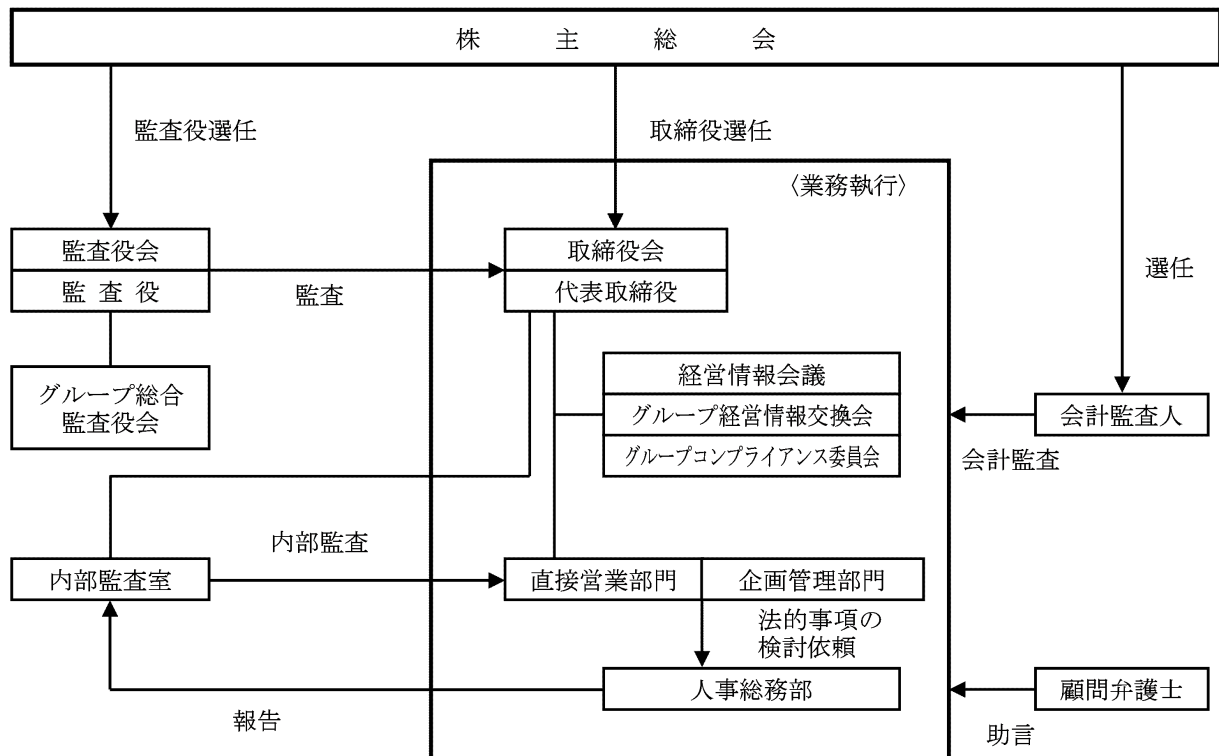 株主総会
監査役選任
取締役選任
〈業務執行〉
監査役会
取締役会
選任
監査役
監査
代表取締役
グループ総合
監査役会
経営情報会議
グループ経営情報交換会
グループコンプライアンス委員会
会計監査人
会計監査
内部監査
内部監査室
直接営業部門
企画管理部門
法的事項の
検討依頼
人事総務部
顧問弁護士
報告
助言